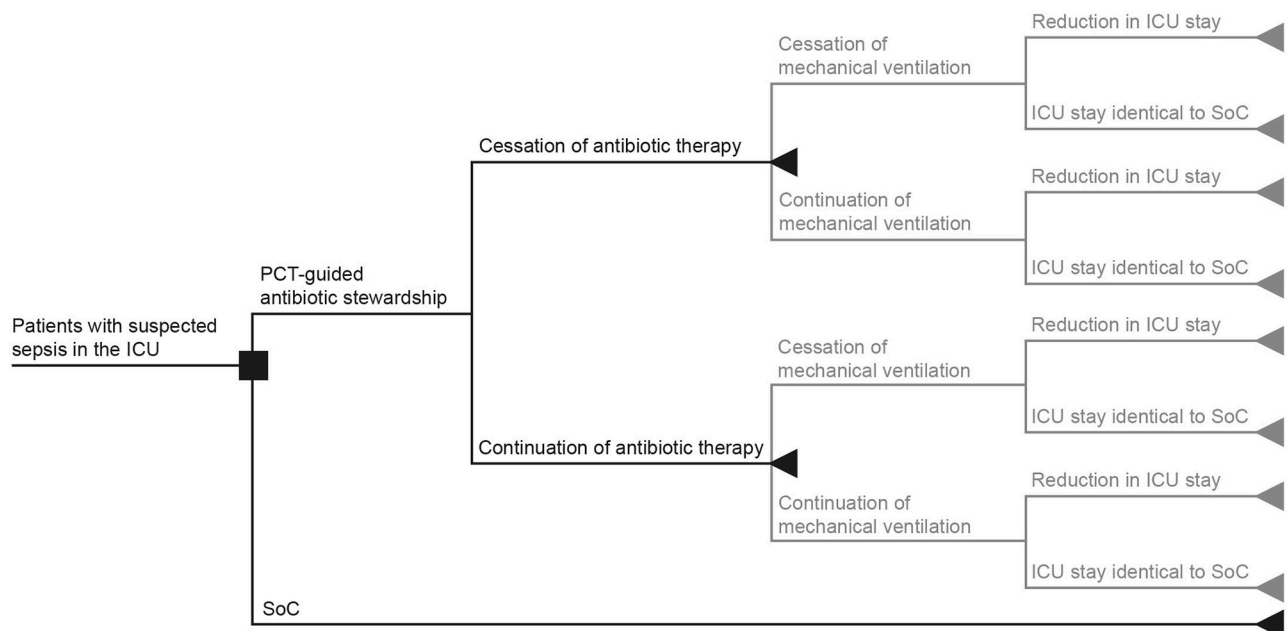 Patients with suspected
sepsis in the ICU
PCT-guided
antibiotic stewardship
Cessation of antibiotic therapy
Cessation of
mechanical ventilation
Reduction in ICU stay
ICU stay identical to SoC
Continuation of
mechanical ventilation
Reduction in ICU stay
ICU stay identical to SoC
Continuation of antibiotic therapy
Cessation of
mechanical ventilation
Reduction in ICU stay
ICU stay identical to SoC
Continuation of
mechanical ventilation
Reduction in ICU stay
ICU stay identical to SoC
SoC